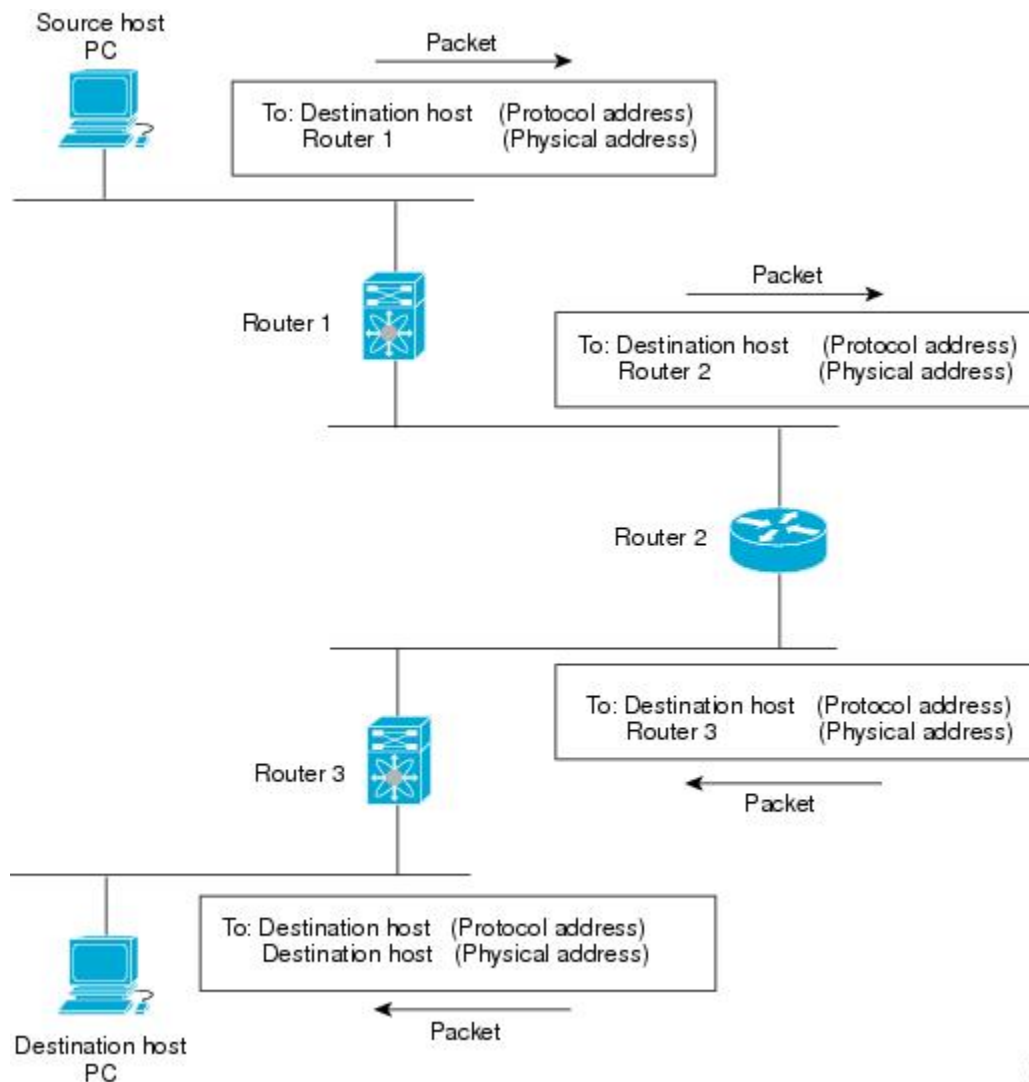 Source host
PC
Packet
To: Destination host (Protocol address)
Router 1 (Physical address)
Router 1
Packet
To: Destination host (Protocol address)
Router 2 (Physical address)
Router 2
To: Destination host (Protocol address)
Router 3 (Physical address)
Router 3
Packet
To: Destination host (Protocol address)
Destination host (Physical address)
Packet
Destination host
PC